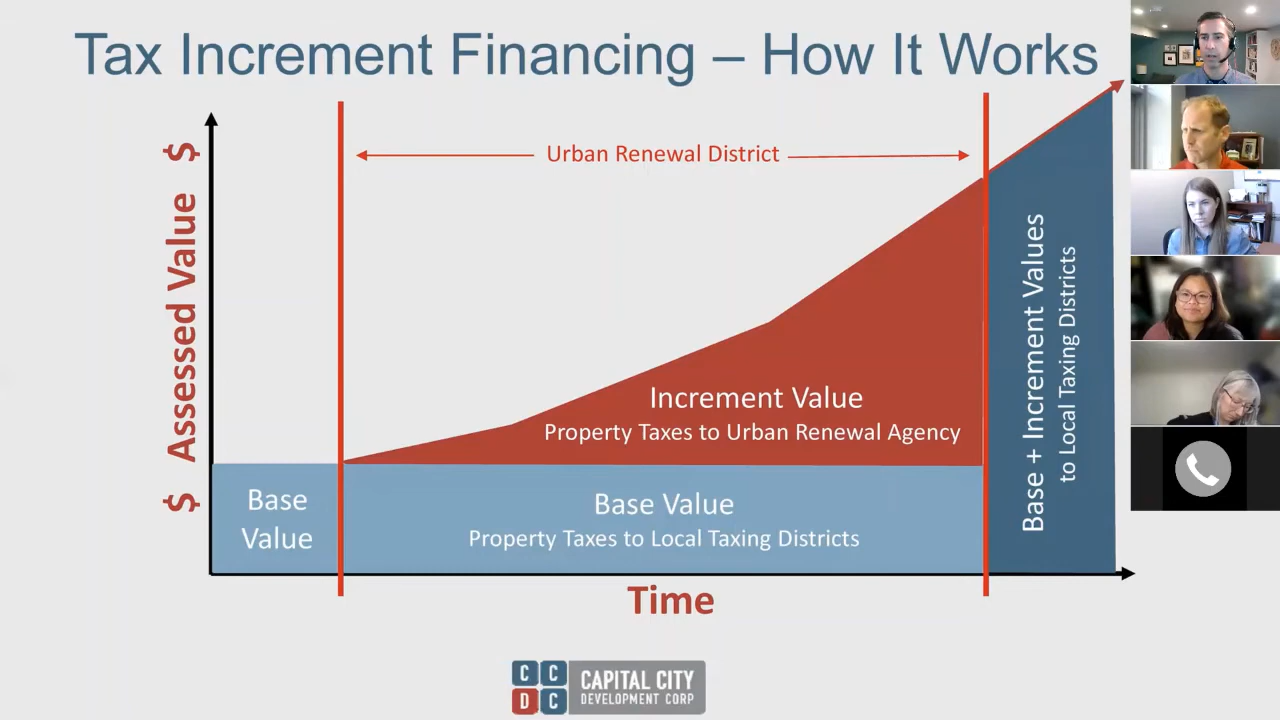 Tax Increment Financing – How It Works
Urban Renewal District
$ Assessed Value $
Increment Value
Property Taxes to Urban Renewal Agency
Base
Value
Base Value
Property Taxes to Local Taxing Districts
Base + Increment Values
to Local Taxing Districts
Time
C C
D C
CAPITAL CITY
DEVELOPMENT CORP